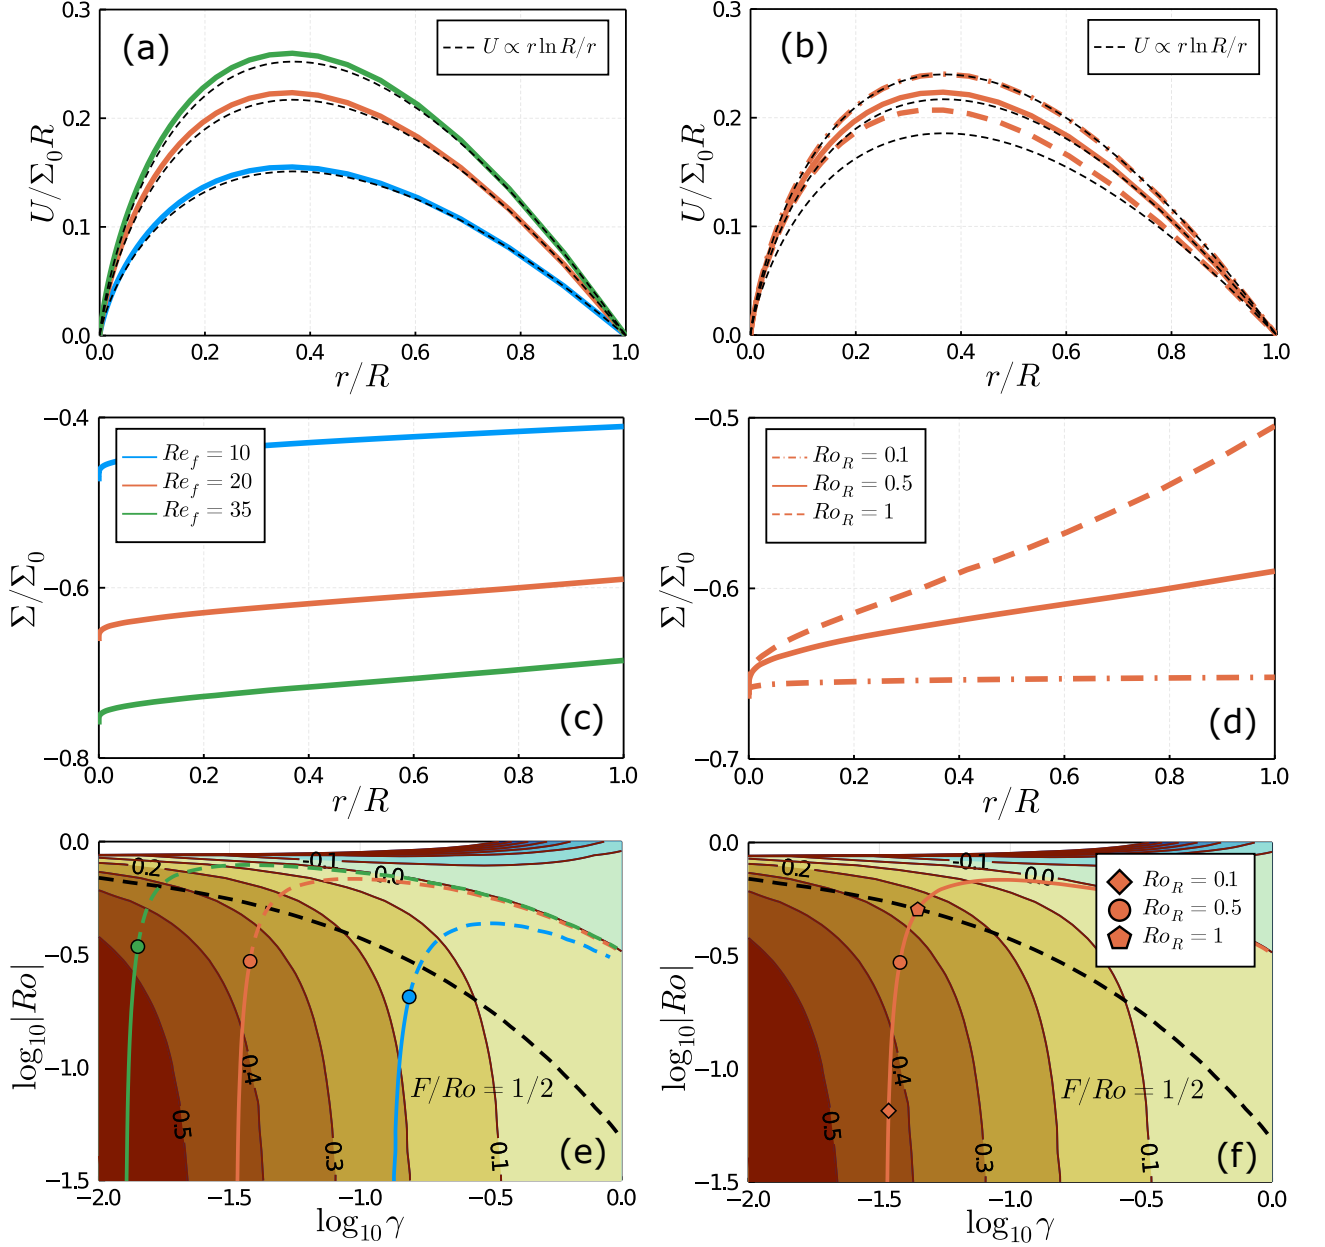 (a)
U ∝ r ln R/r
U/Σ₀R
0.3
0.2
0.1
0.0
0.0 0.2 0.4 0.6 0.8 1.0
r/R
(b)
U ∝ r ln R/r
U/Σ₀R
0.3
0.2
0.1
0.0
0.0 0.2 0.4 0.6 0.8 1.0
r/R
Re_f = 10
Re_f = 20
Re_f = 35
Σ/Σ₀
−0.4
−0.6
−0.8
(c)
0.0 0.2 0.4 0.6 0.8 1.0
r/R
Ro_R = 0.1
Ro_R = 0.5
Ro_R = 1
Σ/Σ₀
−0.5
−0.6
−0.7
(d)
0.0 0.2 0.4 0.6 0.8 1.0
r/R
log₁₀|Ro|
0.0
−0.5
−1.0
−1.5
0.2
-0.1
0.0
0.4
0.5
0.3
0.1
F/Ro = 1/2
(e)
−2.0 −1.5 −1.0 −0.5 0.0
log₁₀ γ
log₁₀|Ro|
0.0
−0.5
−1.0
−1.5
0.2
-0.1
0.0
Ro_R = 0.1
Ro_R = 0.5
Ro_R = 1
0.4
0.5
0.3
0.1
F/Ro = 1/2
(f)
−2.0 −1.5 −1.0 −0.5 0.0
log₁₀ γ